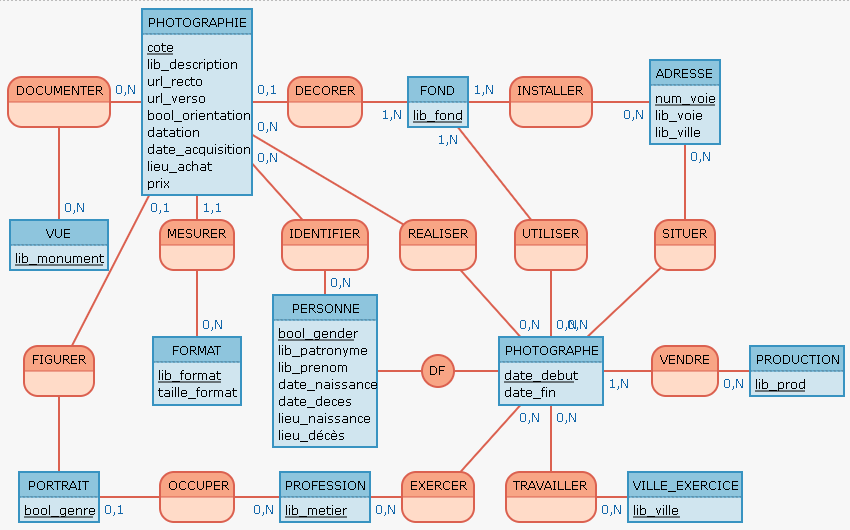 PHOTOGRAPHIE
cote
lib_description
url_recto
url_verso
bool_orientation
datation
date_acquisition
lieu_achat
prix
DOCUMENTER
0,N
0,1
DECORER
1,N
FOND
lib_fond
1,N
INSTALLER
0,N
ADRESSE
num_voie
lib_voie
lib_ville
0,N
0,N
0,N
1,N
0,N
0,1
1,1
VUE
lib_monument
MESURER
IDENTIFIER
REALISER
UTILISER
SITUER
0,N
0,N
PERSONNE
bool_gender
lib_patronyme
lib_prenom
date_naissance
date_deces
lieu_naissance
lieu_décès
FIGURER
FORMAT
lib_format
taille_format
DF
0,N
0,N
0,N
PHOTOGRAPHE
date_debut
date_fin
1,N
VENDRE
0,N
PRODUCTION
lib_prod
0,N
0,N
PORTRAIT
bool_genre
0,1
OCCUPER
0,N
PROFESSION
lib_metier
0,N
EXERCER
TRAVAILLER
0,N
VILLE_EXERCICE
lib_ville